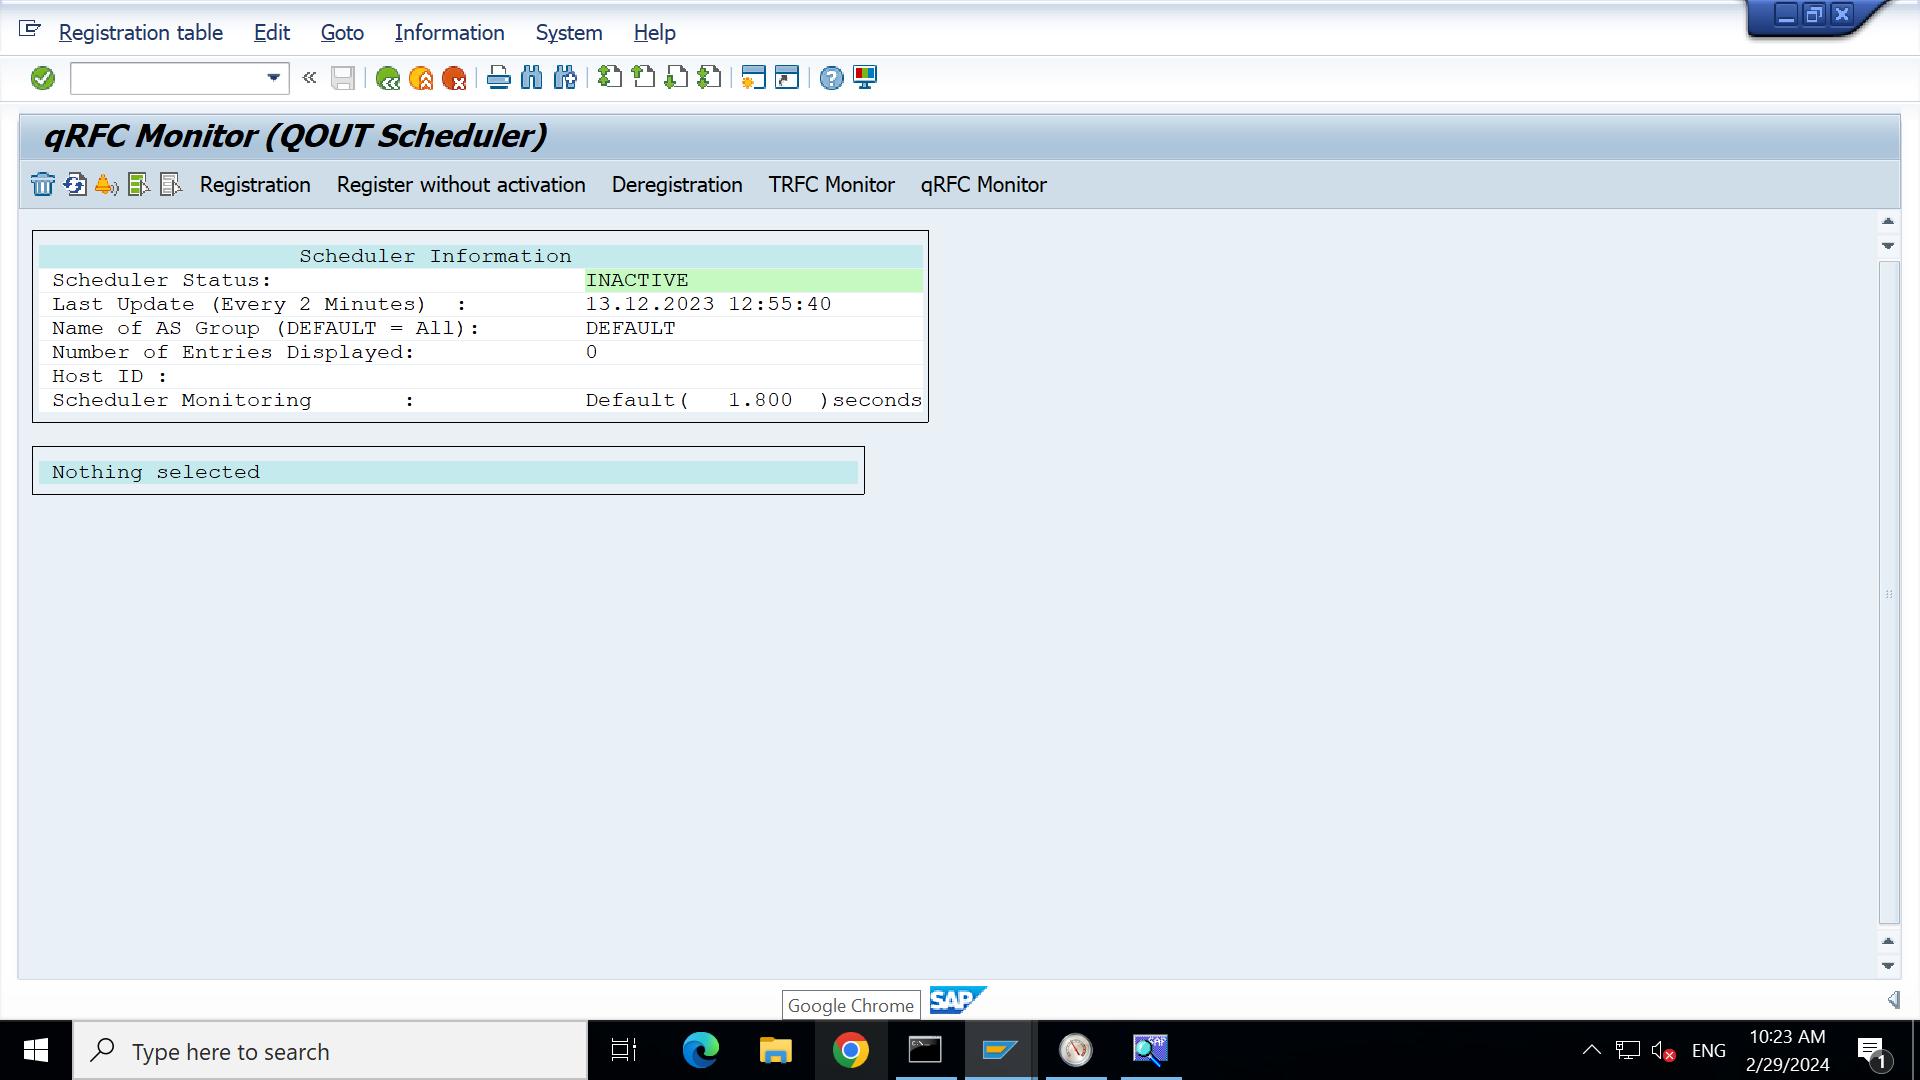 Registration table Edit Goto Information System Help
qRFC Monitor (QOUT Scheduler)
Registration Register without activation Deregistration TRFC Monitor qRFC Monitor
Scheduler Information
Scheduler Status: INACTIVE
Last Update (Every 2 Minutes) : 13.12.2023 12:55:40
Name of AS Group (DEFAULT = All): DEFAULT
Number of Entries Displayed: 0
Host ID :
Scheduler Monitoring : Default( 1.800 )seconds
Nothing selected
Google Chrome
SAP
Type here to search
ENG
10:23 AM
2/29/2024
1